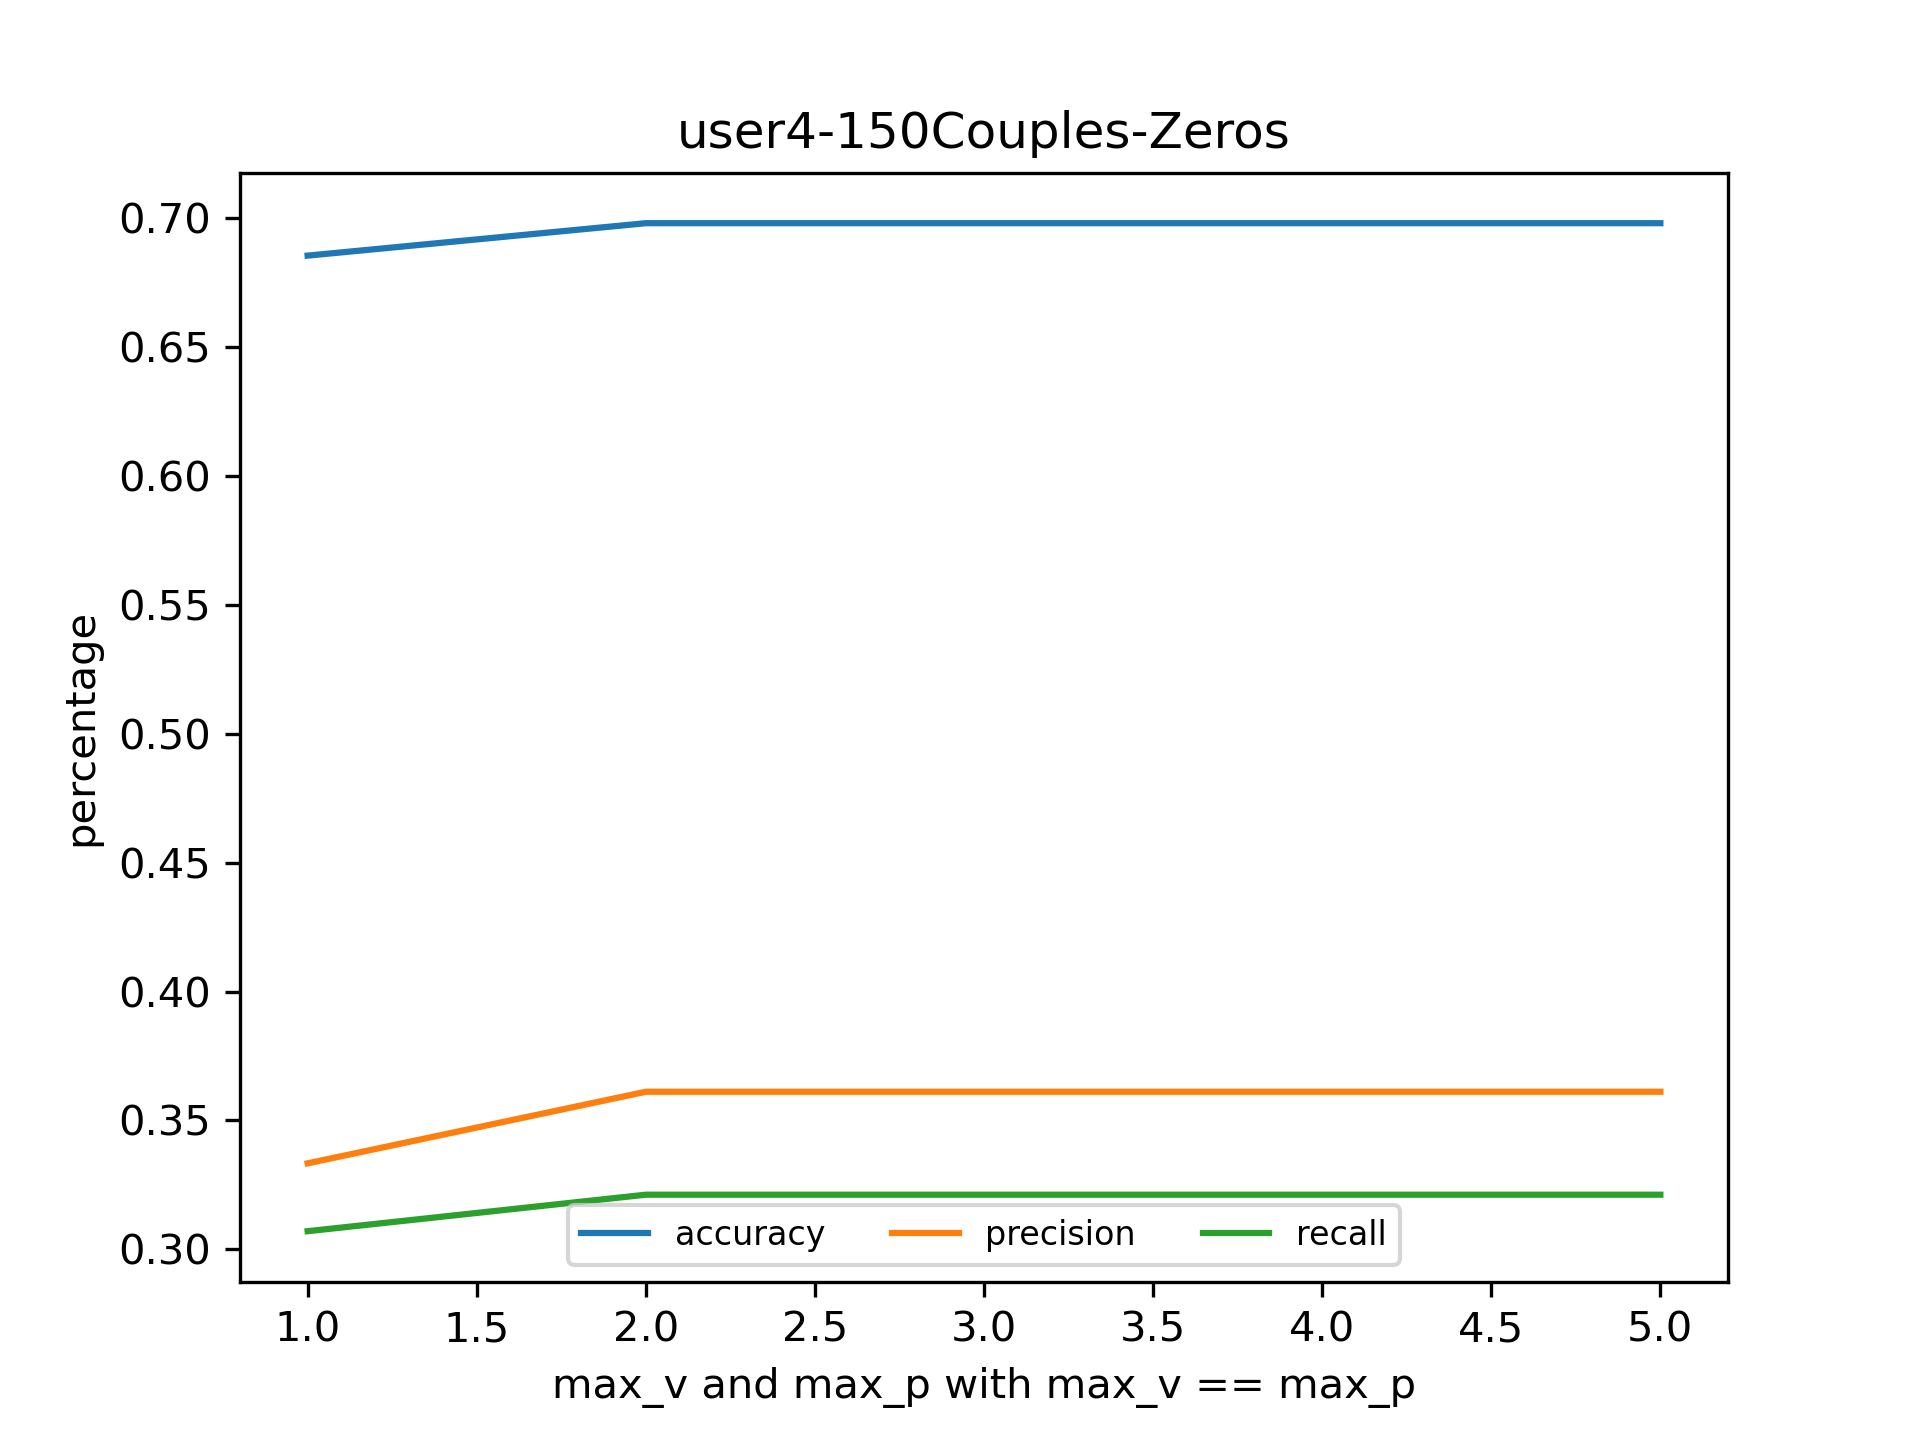 user4-150Couples-Zeros
0.70
0.65
0.60
0.55
0.50
0.45
0.40
0.35
0.30
percentage
accuracy precision recall
1.0 1.5 2.0 2.5 3.0 3.5 4.0 4.5 5.0
max_v and max_p with max_v == max_p